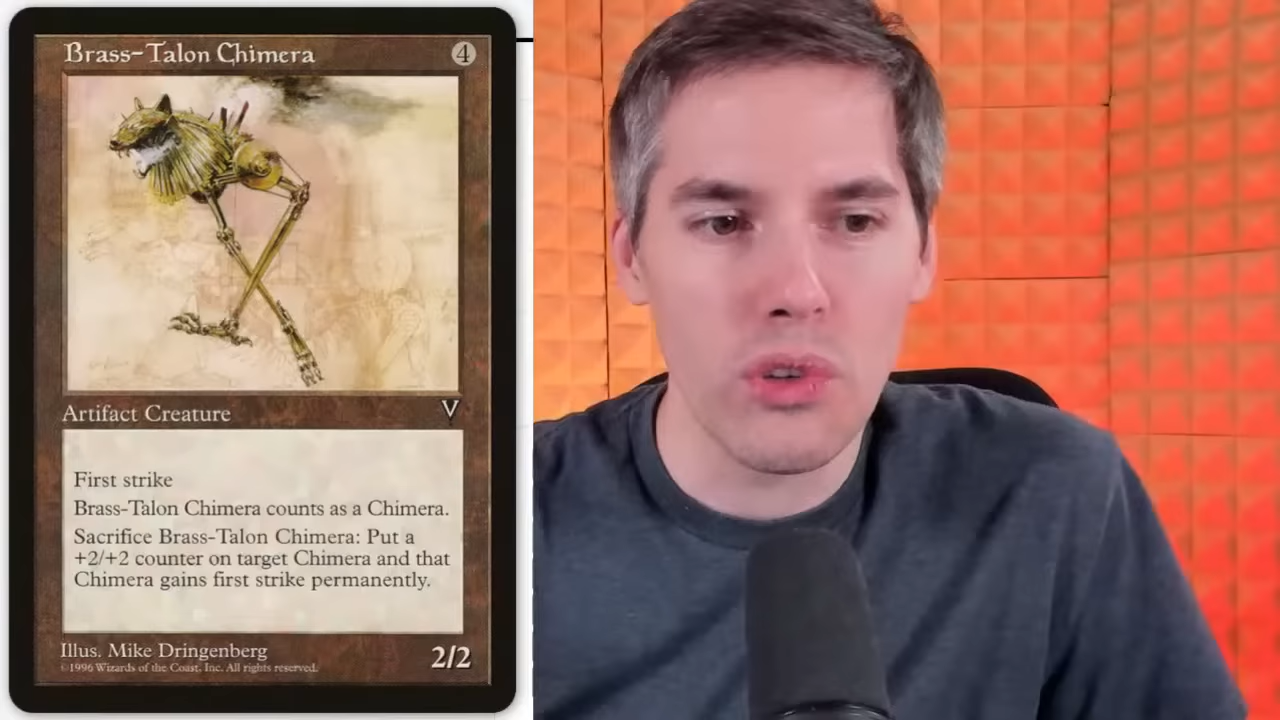 Brass-Talon Chimera 4
Artifact Creature V
First strike
Brass-Talon Chimera counts as a Chimera.
Sacrifice Brass-Talon Chimera: Put a
+2/+2 counter on target Chimera and that
Chimera gains first strike permanently.
Illus. Mike Dringenberg
©1996 Wizards of the Coast, Inc. All rights reserved.
2/2